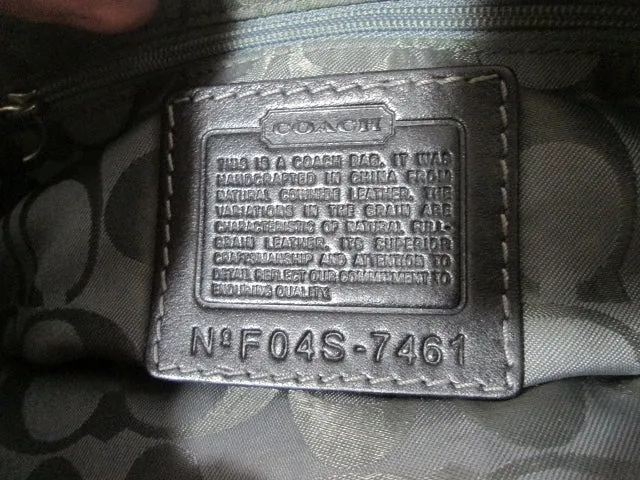 COACH
THIS IS A COACH BAG. IT WAS
HANDCRAFTED IN CHINA FROM
NATURAL COWHIDE LEATHER. THE
VARIATIONS IN THE GRAIN ARE
CHARACTERISTIC OF NATURAL FULL-
GRAIN LEATHER. ITS SUPERIOR
CRAFTSMANSHIP AND ATTENTION TO
DETAIL REFLECT OUR COMMITMENT TO
ENDURING QUALITY.
Nº F04S-7461